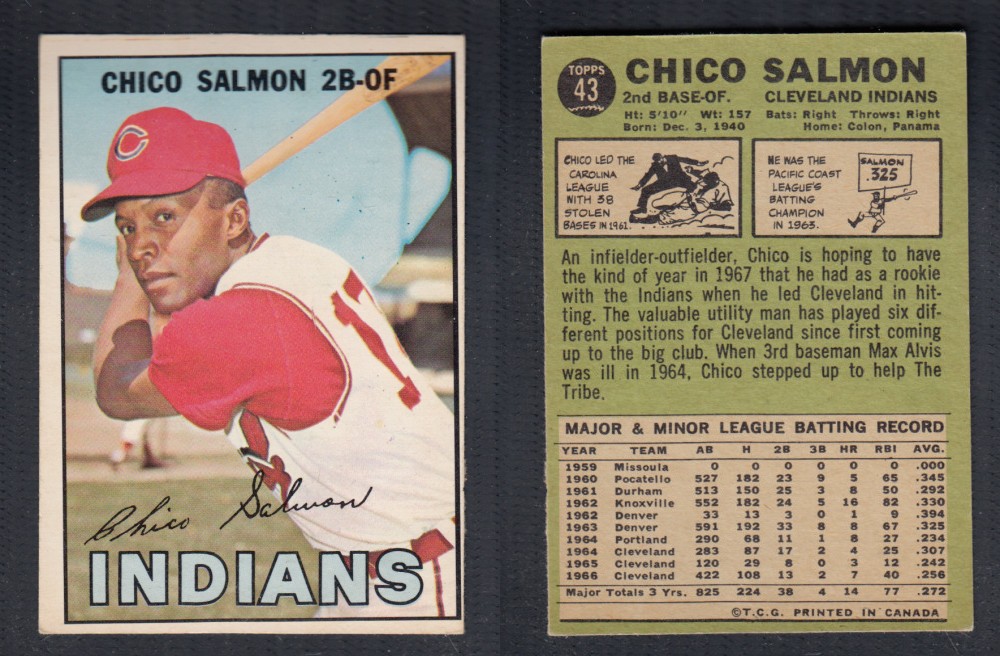 CHICO SALMON 2B-OF
C
Chico Salmon
INDIANS
TOPPS
43
CHICO SALMON
2nd BASE-OF. CLEVELAND INDIANS
Ht: 5'10" Wt: 157 Bats: Right Throws: Right
Born: Dec. 3, 1940 Home: Colon, Panama
CHICO LED THE
CAROLINA
LEAGUE
WITH 38
STOLEN
BASES IN 1961.
HE WAS THE
PACIFIC COAST
LEAGUE'S
BATTING
CHAMPION
IN 1963.
SALMON
.325
An infielder-outfielder, Chico is hoping to have
the kind of year in 1967 that he had as a rookie
with the Indians when he led Cleveland in hit-
ting. The valuable utility man has played six dif-
ferent positions for Cleveland since first coming
up to the big club. When 3rd baseman Max Alvis
was ill in 1964, Chico stepped up to help The
Tribe.
MAJOR & MINOR LEAGUE BATTING RECORD
YEAR TEAM AB H 2B 3B HR RBI AVG.
1959 Missoula 0 0 0 0 0 0 .000
1960 Pocatello 527 182 23 9 5 65 .345
1961 Durham 513 150 25 3 8 50 .292
1962 Knoxville 552 182 24 5 16 82 .330
1962 Denver 33 13 3 0 1 9 .394
1963 Denver 591 192 33 8 8 67 .325
1964 Portland 290 68 11 1 8 27 .234
1964 Cleveland 283 87 17 2 4 25 .307
1965 Cleveland 120 29 8 0 3 12 .242
1966 Cleveland 422 108 13 2 7 40 .256
Major Totals 3 Yrs. 825 224 38 4 14 77 .272
©T.C.G. PRINTED IN CANADA